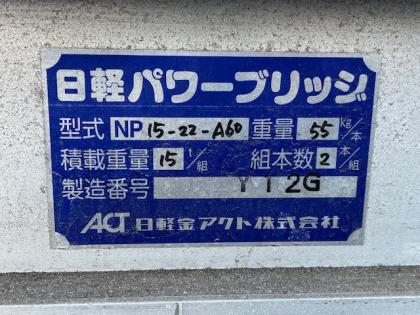 日軽パワーブリッジ
型式 NP 15-22-A60 重量 55 kg/本
積載重量 15 t/組 組本数 2 本/組
製造番号 Y12G
ACT 日軽金アクト株式会社